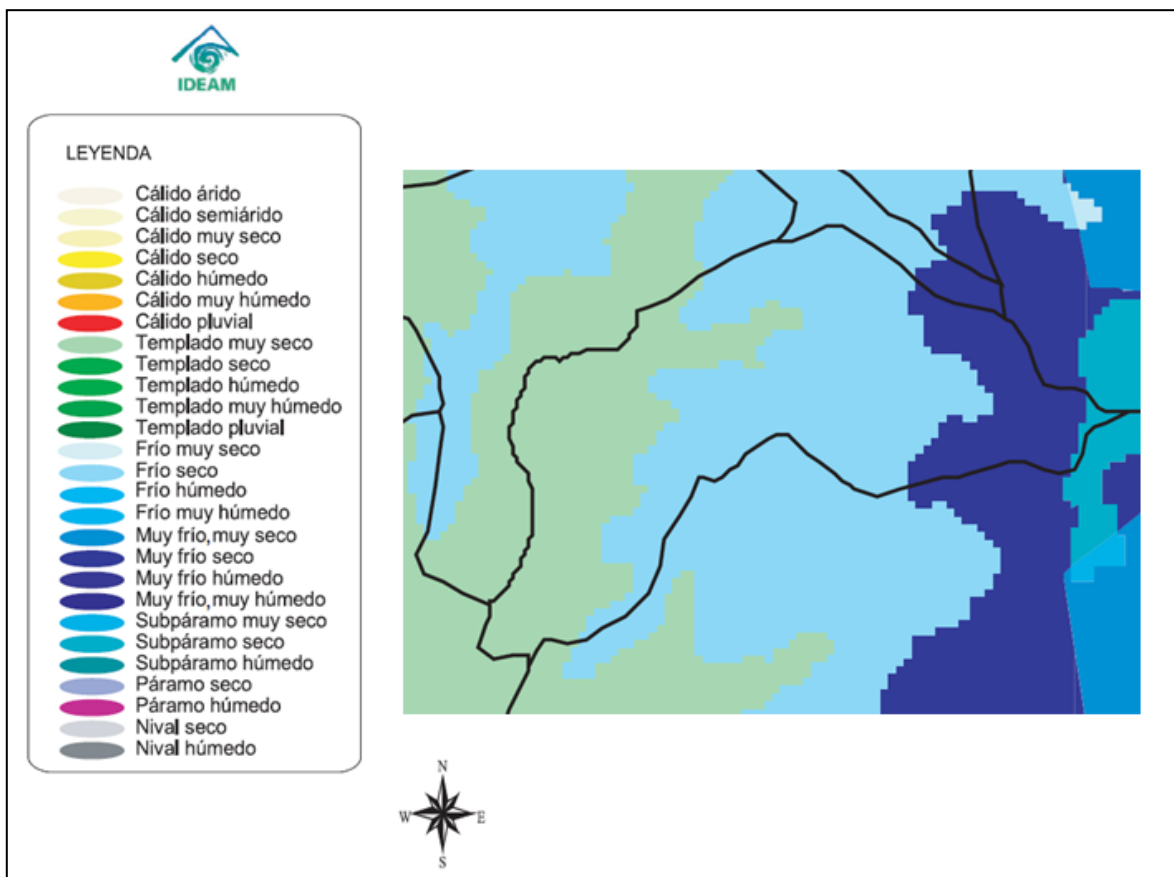 IDEAM
LEYENDA
Cálido árido
Cálido semiárido
Cálido muy seco
Cálido seco
Cálido húmedo
Cálido muy húmedo
Cálido pluvial
Templado muy seco
Templado seco
Templado húmedo
Templado muy húmedo
Templado pluvial
Frío muy seco
Frío seco
Frío húmedo
Frío muy húmedo
Muy frío,muy seco
Muy frío seco
Muy frío húmedo
Muy frío,muy húmedo
Subpáramo muy seco
Subpáramo seco
Subpáramo húmedo
Páramo seco
Páramo húmedo
Nival seco
Nival húmedo
N
W E
S